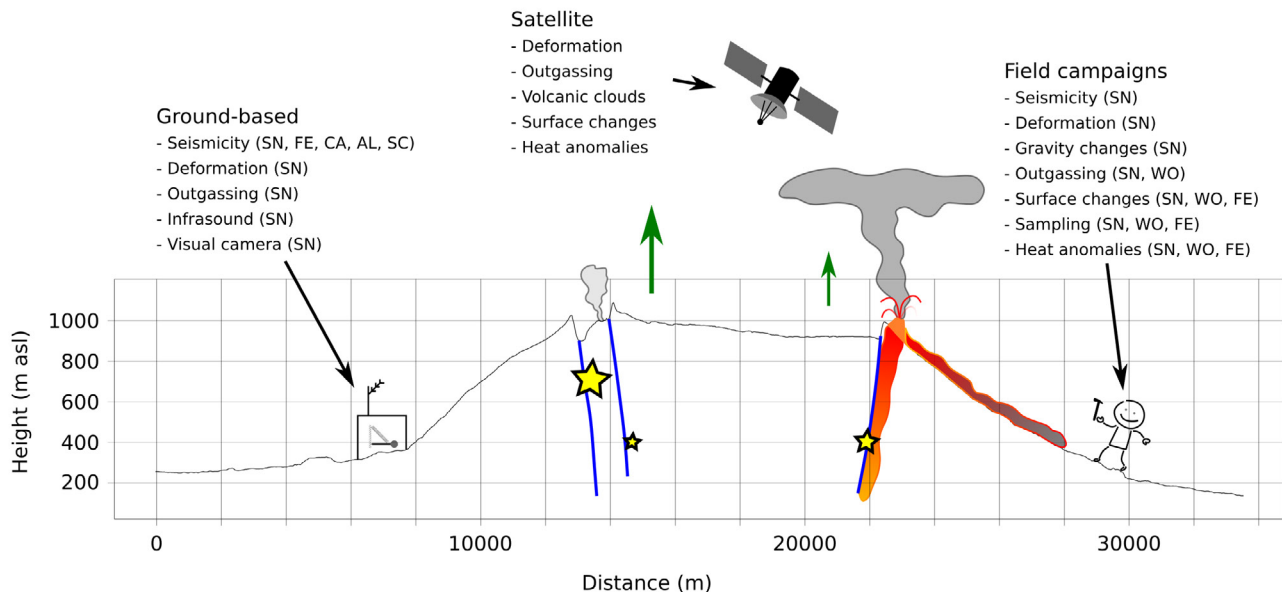 Satellite
- Deformation
- Outgassing
- Volcanic clouds
- Surface changes
- Heat anomalies
Field campaigns
- Seismicity (SN)
- Deformation (SN)
- Gravity changes (SN)
- Outgassing (SN, WO)
- Surface changes (SN, WO, FE)
- Sampling (SN, WO, FE)
- Heat anomalies (SN, WO, FE)
Ground-based
- Seismicity (SN, FE, CA, AL, SC)
- Deformation (SN)
- Outgassing (SN)
- Infrasound (SN)
- Visual camera (SN)
Height (m asl)
1000
800
600
400
200
0 10000 20000 30000
Distance (m)